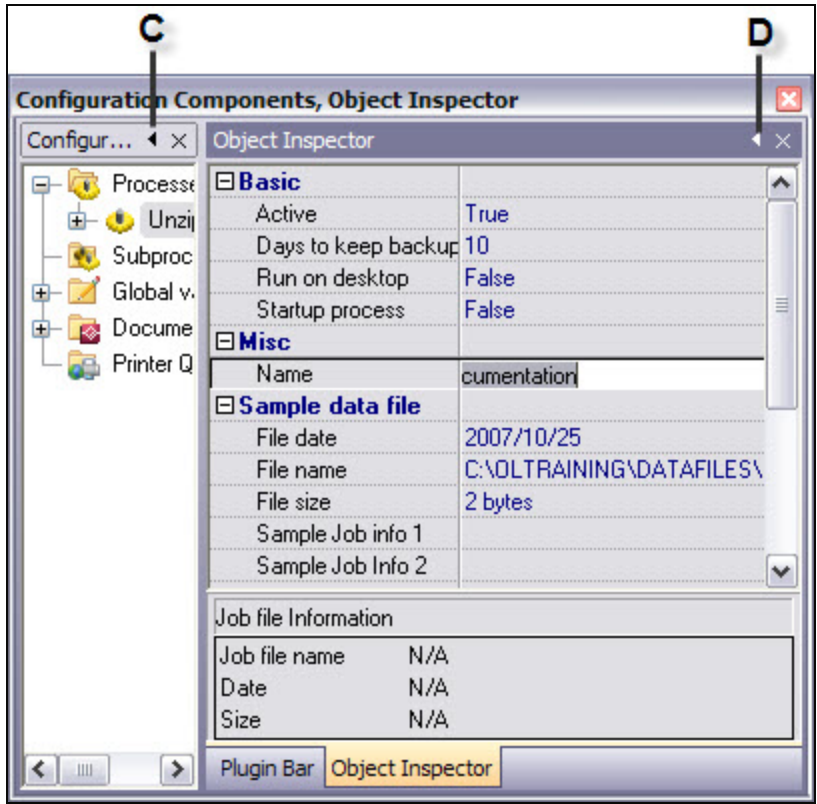 C D
Configuration Components, Object Inspector
Configur...
Object Inspector
Processe
Unzi
Subproc
Global v
Docume
Printer Q
Basic
Active True
Days to keep backup 10
Run on desktop False
Startup process False
Misc
Name cumentation
Sample data file
File date 2007/10/25
File name C:\OLTRAINING\DATAFILES\
File size 2 bytes
Sample Job info 1
Sample Job Info 2
Job file Information
Job file name N/A
Date N/A
Size N/A
Plugin Bar Object Inspector